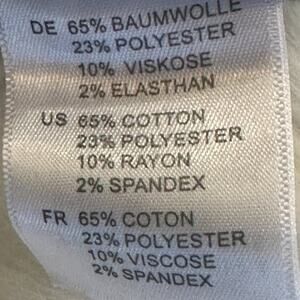 DE 65% BAUMWOLLE
23% POLYESTER
10% VISKOSE
2% ELASTHAN
US 65% COTTON
23% POLYESTER
10% RAYON
2% SPANDEX
FR 65% COTON
23% POLYESTER
10% VISCOSE
2% SPANDEX